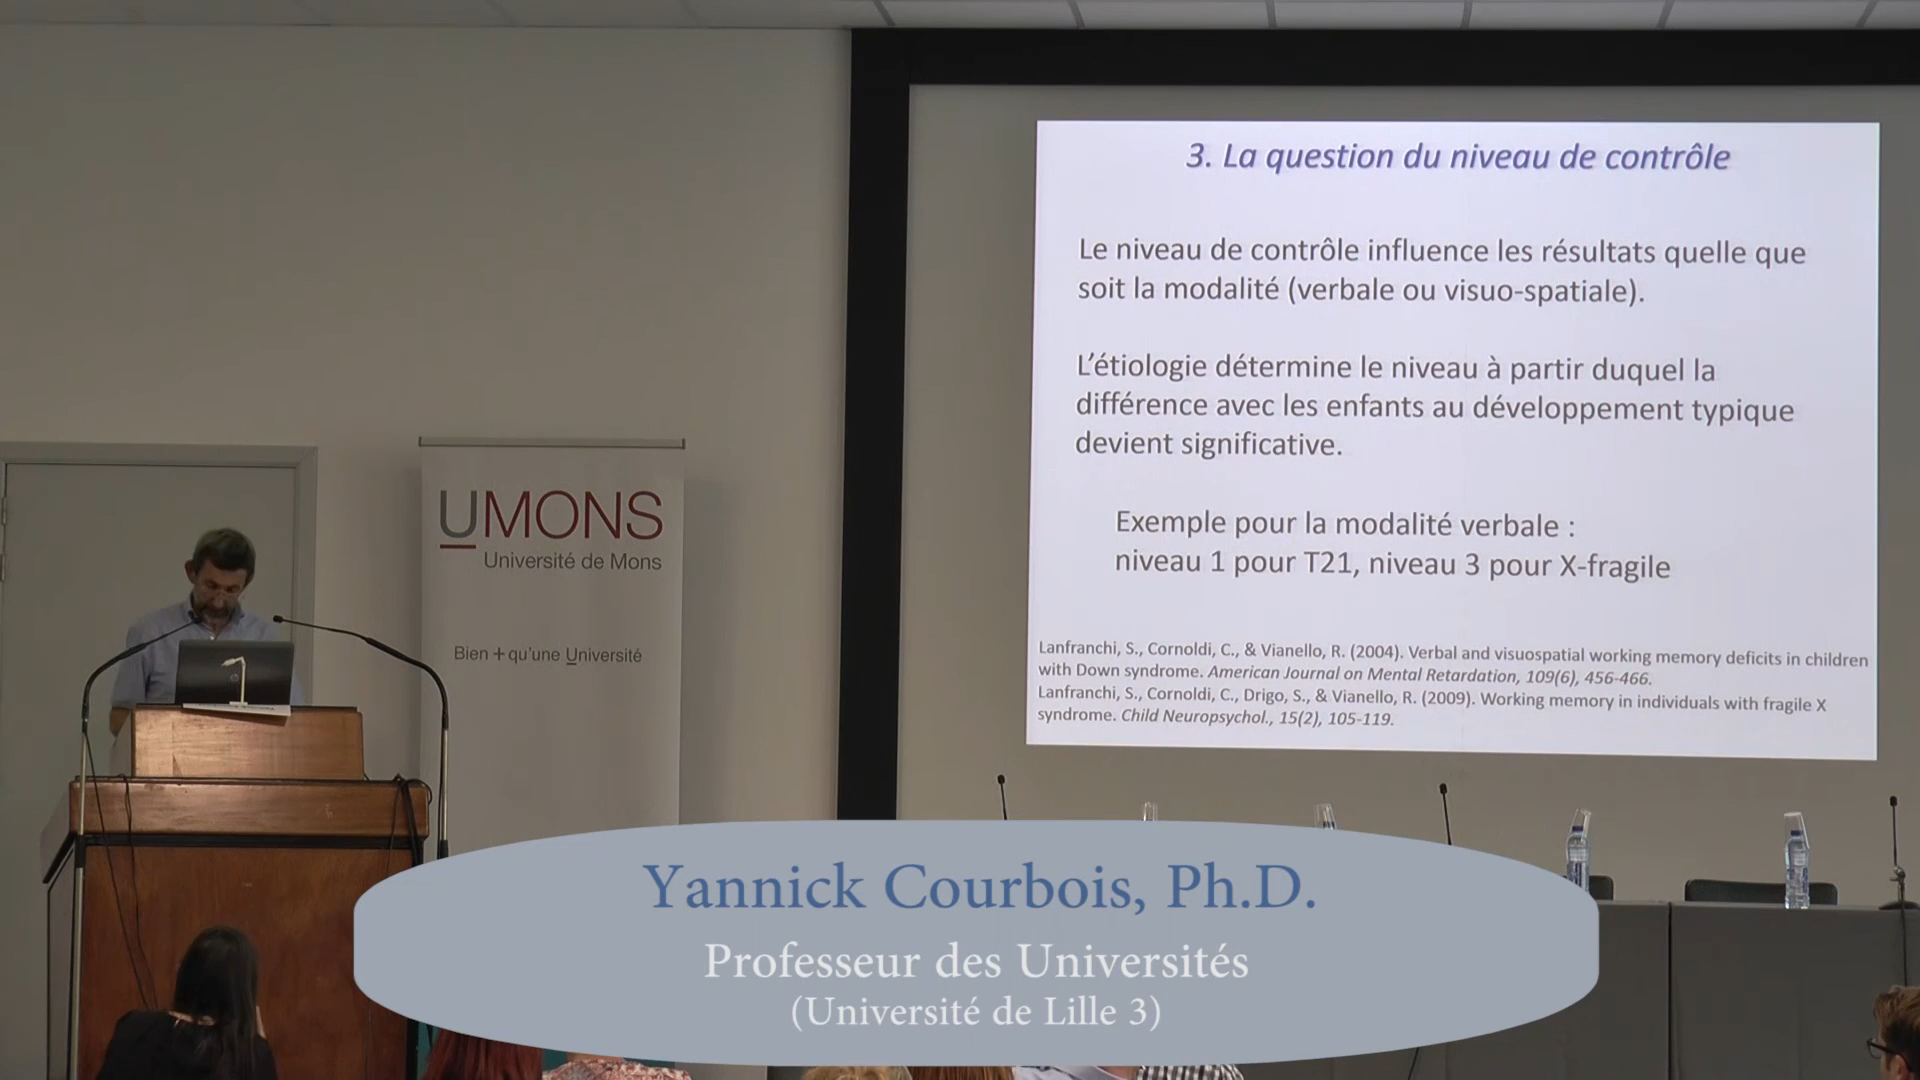 3. La question du niveau de contrôle
Le niveau de contrôle influence les résultats quelle que
soit la modalité (verbale ou visuo-spatiale).
L'étiologie détermine le niveau à partir duquel la
différence avec les enfants au développement typique
devient significative.
Exemple pour la modalité verbale :
niveau 1 pour T21, niveau 3 pour X-fragile
Lanfranchi, S., Cornoldi, C., & Vianello, R. (2004). Verbal and visuospatial working memory deficits in children
with Down syndrome. American Journal on Mental Retardation, 109(6), 456-466.
Lanfranchi, S., Cornoldi, C., Drigo, S., & Vianello, R. (2009). Working memory in individuals with fragile X
syndrome. Child Neuropsychol., 15(2), 105-119.
UMONS
Université de Mons
Bien + qu'une Université
Yannick Courbois, Ph.D.
Professeur des Universités
(Université de Lille 3)